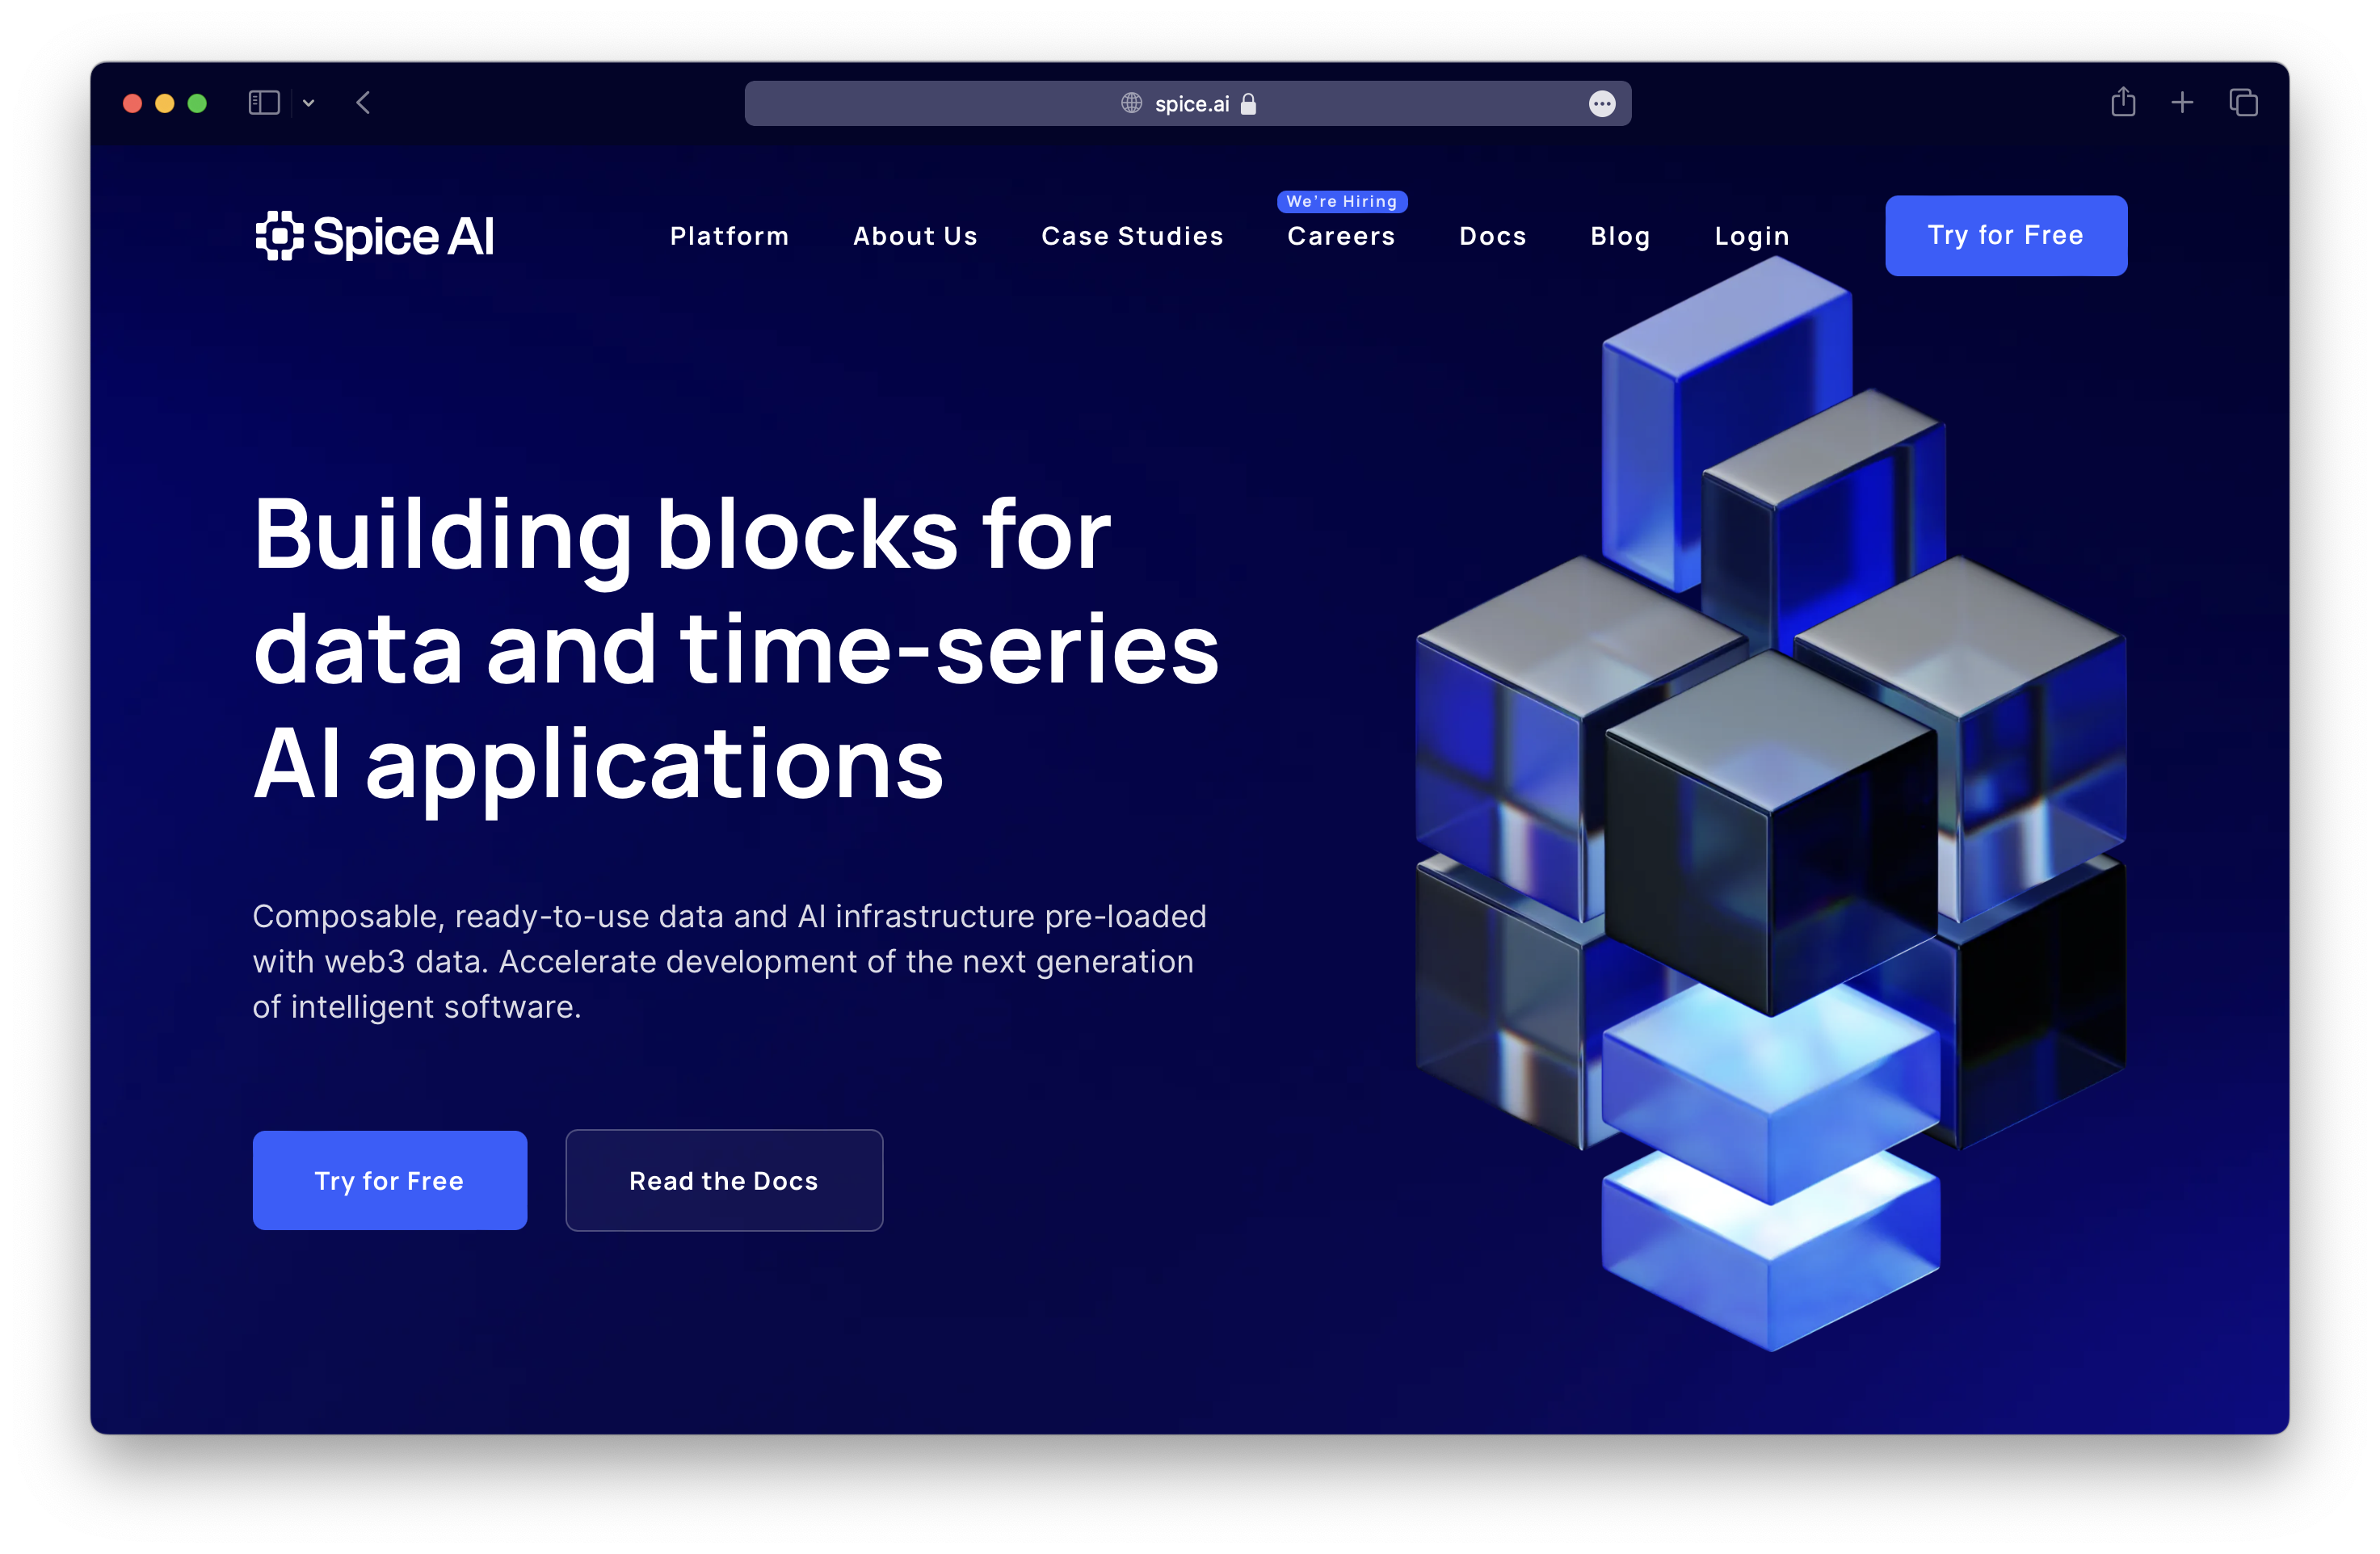 spice.ai
We're Hiring
Spice AI
Platform
About Us
Case Studies
Careers
Docs
Blog
Login
Try for Free
Building blocks for
data and time-series
AI applications
Composable, ready-to-use data and AI infrastructure pre-loaded
with web3 data. Accelerate development of the next generation
of intelligent software.
Try for Free
Read the Docs